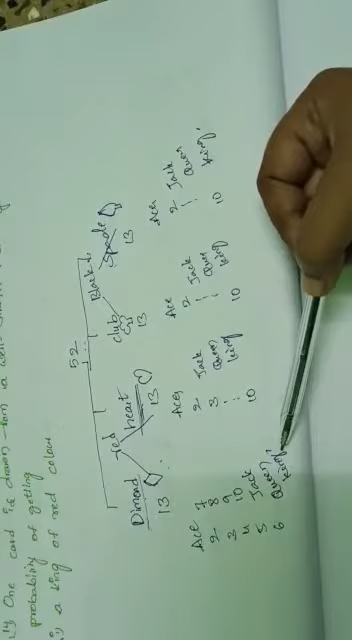 14) One card is drawn from a well
probability of getting
i) a king of red colour
52
red Black
Dimond heart club Spade
13 13 13 13
Ace 7
2 8
3 9
4 10
5 Jack
6 Queen
King
Aces
2 Jack
3 Queen
: King
10
Ace
2 Jack
: Queen
: King
10
Ace
2 Jack
: Queen
: King
10